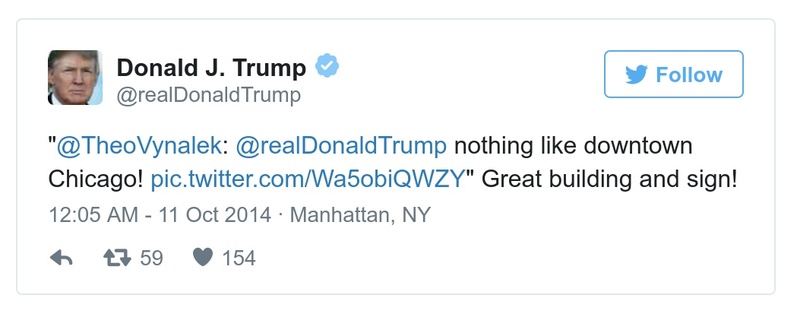 Donald J. Trump
@realDonaldTrump
Follow
"@TheoVynalek: @realDonaldTrump nothing like downtown
Chicago! pic.twitter.com/Wa5obiQWZY" Great building and sign!
12:05 AM - 11 Oct 2014 · Manhattan, NY
59 154